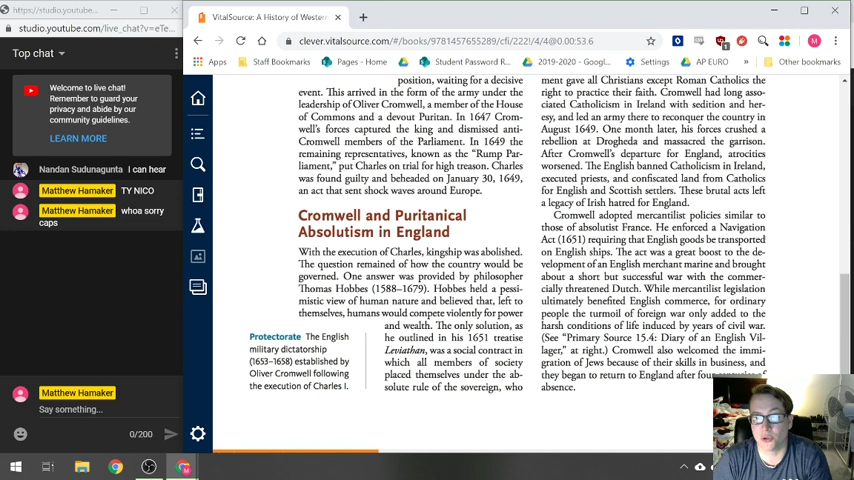 https://studio.youtube.com/live_chat?v=eTe...
studio.youtube.com/live_chat?v=eTe...
Top chat
Welcome to live chat!
Remember to guard your
privacy and abide by our
community guidelines.
LEARN MORE
Nandan Sudunagunta I can hear
Matthew Hamaker TY NICO
Matthew Hamaker whoa sorry
caps
Matthew Hamaker
Say something...
0/200
VitalSource: A History of Western
clever.vitalsource.com/#/books/9781457655289/cfi/222!/4/4@0:00:53.6
Apps
Staff Bookmarks
Pages - Home
Student Password R...
2019-2020 - Googl...
Settings
AP EURO
»
Other bookmarks
position, waiting for a decisive
event. This arrived in the form of the army under the
leadership of Oliver Cromwell, a member of the House
of Commons and a devout Puritan. In 1647 Crom-
well's forces captured the king and dismissed anti-
Cromwell members of the Parliament. In 1649 the
remaining representatives, known as the "Rump Par-
liament," put Charles on trial for high treason. Charles
was found guilty and beheaded on January 30, 1649,
an act that sent shock waves around Europe.
Cromwell and Puritanical
Absolutism in England
With the execution of Charles, kingship was abolished.
The question remained of how the country would be
governed. One answer was provided by philosopher
Thomas Hobbes (1588–1679). Hobbes held a pessi-
mistic view of human nature and believed that, left to
themselves, humans would compete violently for power
and wealth. The only solution, as
he outlined in his 1651 treatise
Leviathan, was a social contract in
which all members of society
placed themselves under the ab-
solute rule of the sovereign, who
Protectorate The English
military dictatorship
(1653–1658) established by
Oliver Cromwell following
the execution of Charles I.
ment gave all Christians except Roman Catholics the
right to practice their faith. Cromwell had long asso-
ciated Catholicism in Ireland with sedition and her-
esy, and led an army there to reconquer the country in
August 1649. One month later, his forces crushed a
rebellion at Drogheda and massacred the garrison.
After Cromwell's departure for England, atrocities
worsened. The English banned Catholicism in Ireland,
executed priests, and confiscated land from Catholics
for English and Scottish settlers. These brutal acts left
a legacy of Irish hatred for England.
Cromwell adopted mercantilist policies similar to
those of absolutist France. He enforced a Navigation
Act (1651) requiring that English goods be transported
on English ships. The act was a great boost to the de-
velopment of an English merchant marine and brought
about a short but successful war with the commer-
cially threatened Dutch. While mercantilist legislation
ultimately benefited English commerce, for ordinary
people the turmoil of foreign war only added to the
harsh conditions of life induced by years of civil war.
(See "Primary Source 15.4: Diary of an English Vil-
lager," at right.) Cromwell also welcomed the immi-
gration of Jews because of their skills in business, and
they began to return to England after four centuries of
absence.